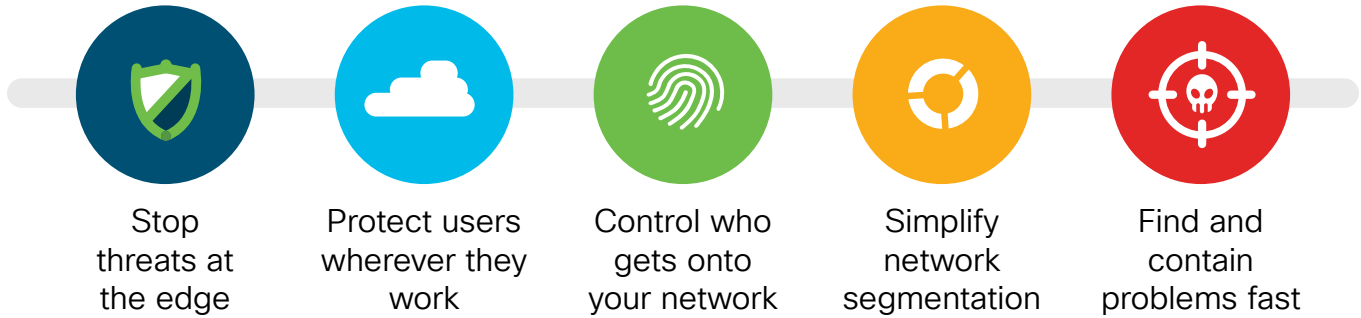 Stop
threats at
the edge
Protect users
wherever they
work
Control who
gets onto
your network
Simplify
network
segmentation
Find and
contain
problems fast